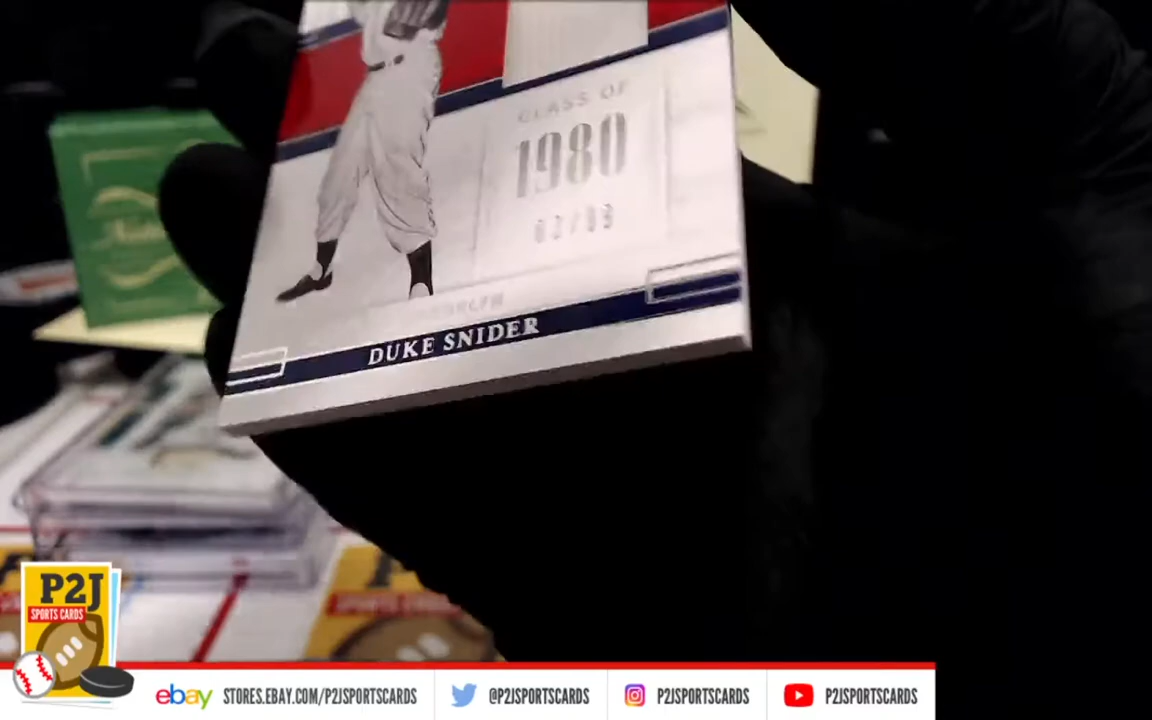 CLASS OF
1980
DUKE SNIDER
P2J
SPORTS CARDS
ebay
STORES.EBAY.COM/P2JSPORTSCARDS
@P2JSPORTSCARDS
P2JSPORTSCARDS
P2JSPORTSCARDS